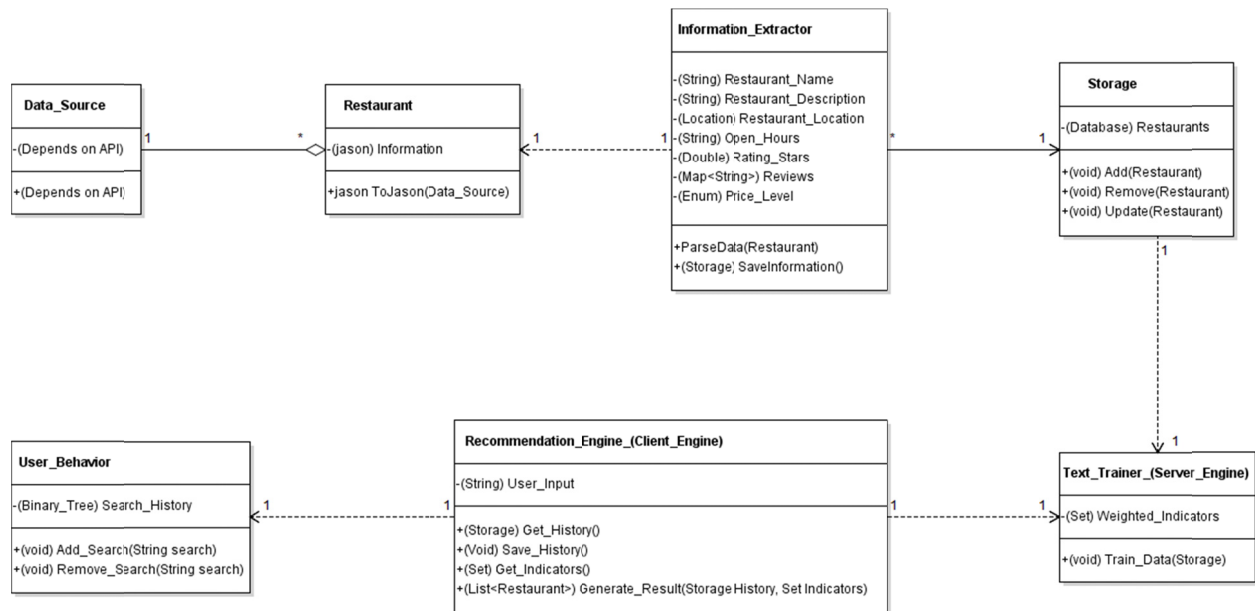 Data_Source
-(Depends on API)
+(Depends on API)
1
*
Restaurant
-(jason) Information
+jason ToJason(Data_Source)
1
1
Information_Extractor
-(String) Restaurant_Name
-(String) Restaurant_Description
-(Location) Restaurant_Location
-(String) Open_Hours
-(Double) Rating_Stars
-(Map<String>) Reviews
-(Enum) Price_Level
+ParseData(Restaurant)
+(Storage) SaveInformation()
*
1
Storage
-(Database) Restaurants
+(void) Add(Restaurant)
+(void) Remove(Restaurant)
+(void) Update(Restaurant)
1
1
User_Behavior
-(Binary_Tree) Search_History
+(void) Add_Search(String search)
+(void) Remove_Search(String search)
1
1
Recommendation_Engine_(Client_Engine)
-(String) User_Input
+(Storage) Get_History()
+(Void) Save_History()
+(Set) Get_Indicators()
+(List<Restaurant>) Generate_Result(Storage History, Set Indicators)
1
1
Text_Trainer_(Server_Engine)
-(Set) Weighted_Indicators
+(void) Train_Data(Storage)